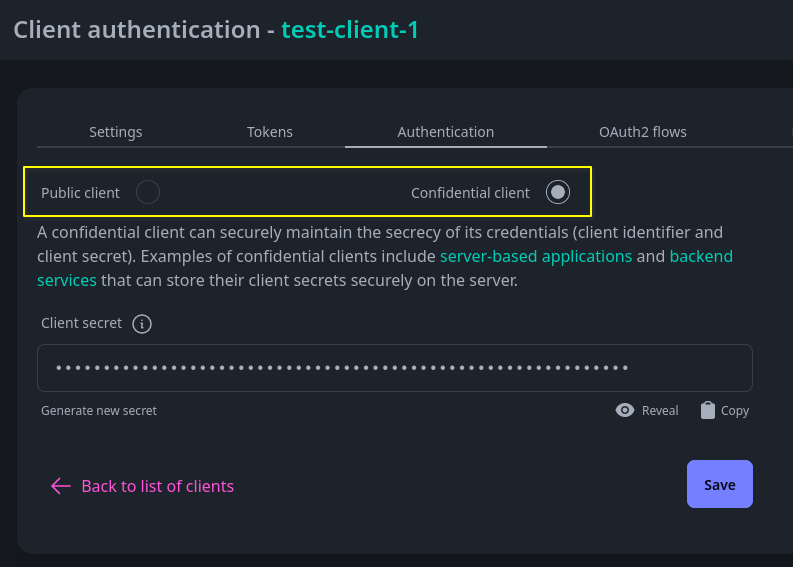 Client authentication - test-client-1
Settings Tokens Authentication OAuth2 flows
Public client Confidential client
A confidential client can securely maintain the secrecy of its credentials (client identifier and
client secret). Examples of confidential clients include server-based applications and backend
services that can store their client secrets securely on the server.
Client secret
Generate new secret Reveal Copy
Back to list of clients Save